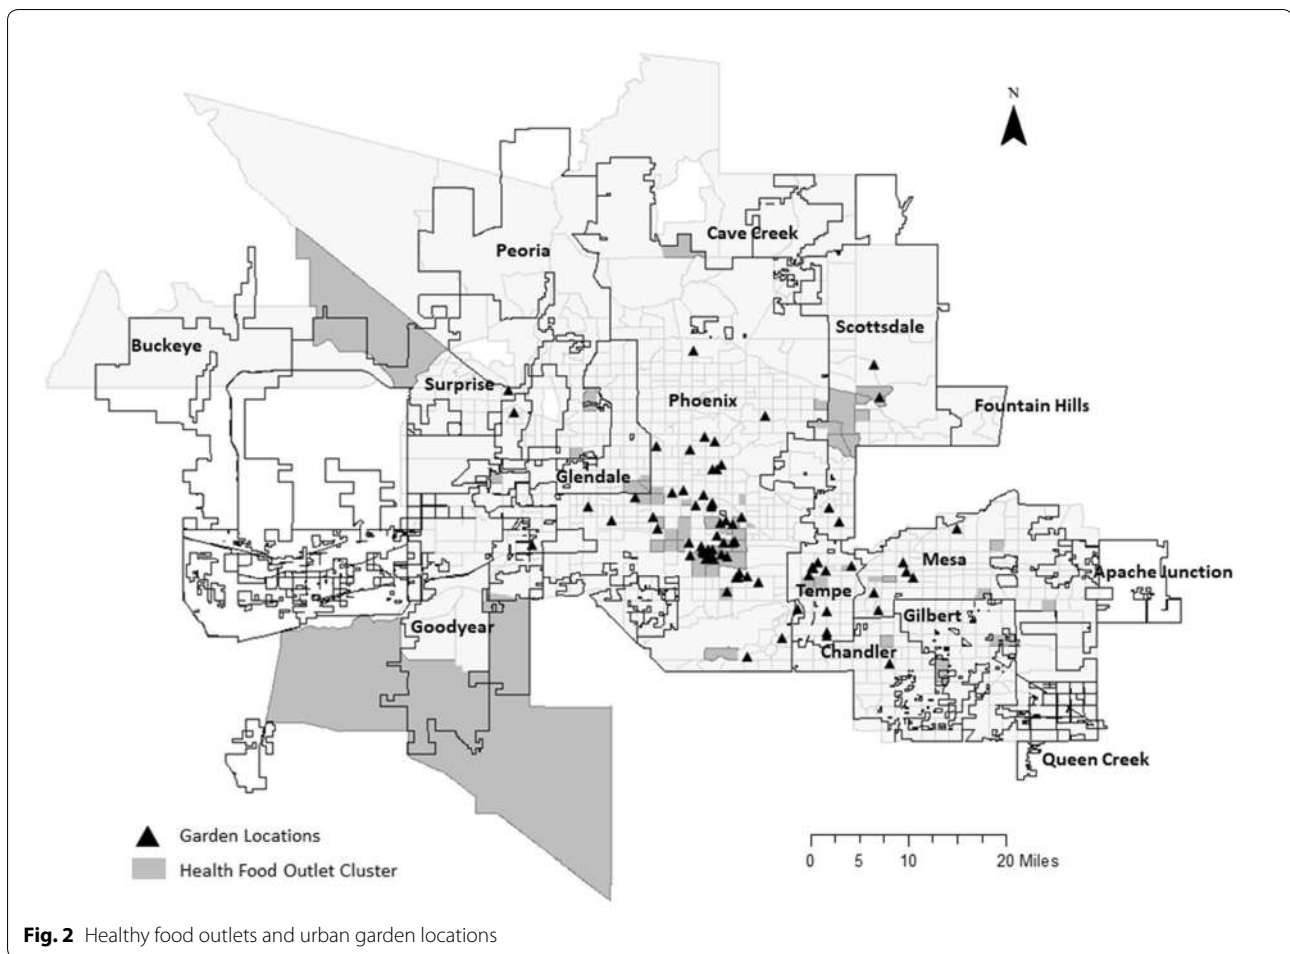 N
Cave Creek
Peoria
Scottsdale
Buckeye
Surprise
Phoenix
Fountain Hills
Glendale
Mesa
Apache Junction
Tempe
Gilbert
Goodyear
Chandler
Queen Creek
Garden Locations
Health Food Outlet Cluster
0 5 10 20 Miles
Fig. 2 Healthy food outlets and urban garden locations